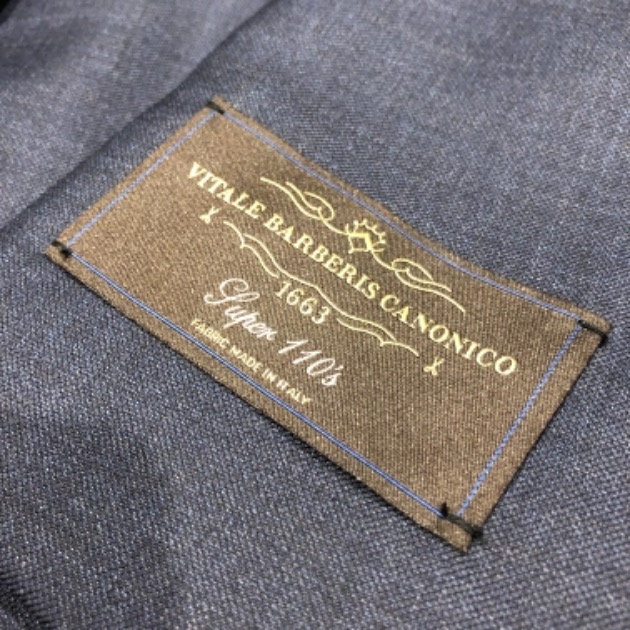 VITALE BARBERIS CANONICO
1663
Super 110's
FABRIC MADE IN ITALY